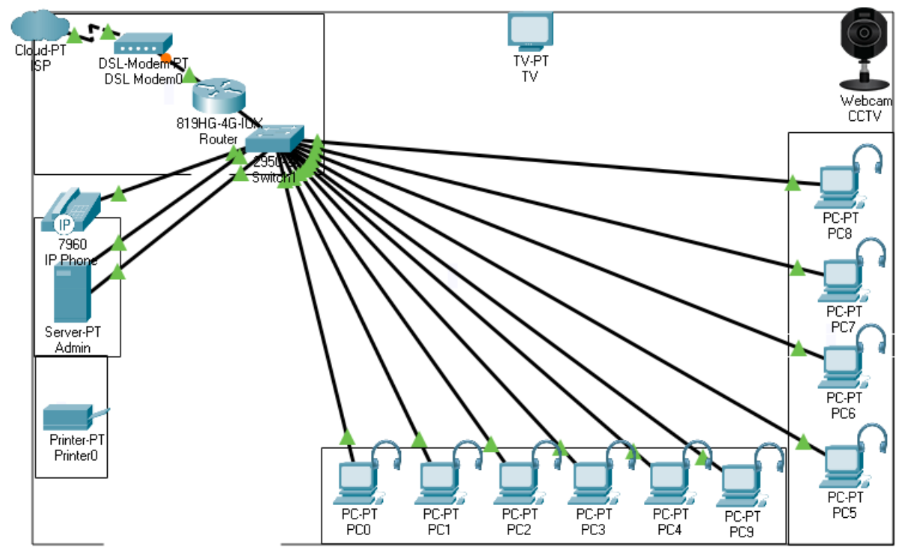 Cloud-PT
ISP
DSL-Modem-PT
DSL Modem0
819HG-4G-IOX
Router
Switch1
TV-PT
TV
Webcam
CCTV
IP
7960
IP Phone
Server-PT
Admin
Printer-PT
Printer0
PC-PT
PC8
PC-PT
PC7
PC-PT
PC6
PC-PT
PC5
PC-PT
PC0
PC-PT
PC1
PC-PT
PC2
PC-PT
PC3
PC-PT
PC4
PC-PT
PC9